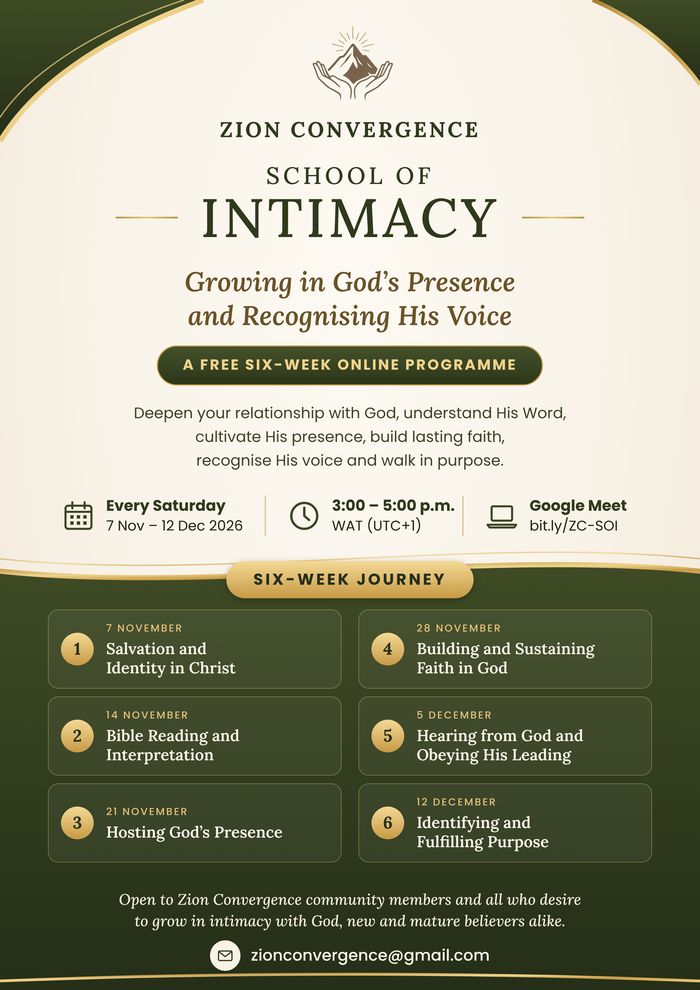 ZION CONVERGENCE
SCHOOL OF
INTIMACY
Growing in God’s Presence
and Recognising His Voice
A FREE SIX-WEEK ONLINE PROGRAMME
Deepen your relationship with God, understand His Word,
cultivate His presence, build lasting faith,
recognise His voice and walk in purpose.
Every Saturday
7 Nov – 12 Dec 2026
3:00 – 5:00 p.m.
WAT (UTC+1)
Google Meet
bit.ly/ZC-SOI
SIX-WEEK JOURNEY
1
7 NOVEMBER
Salvation and
Identity in Christ
2
14 NOVEMBER
Bible Reading and
Interpretation
3
21 NOVEMBER
Hosting God’s Presence
4
28 NOVEMBER
Building and Sustaining
Faith in God
5
5 DECEMBER
Hearing from God and
Obeying His Leading
6
12 DECEMBER
Identifying and
Fulfilling Purpose
Open to Zion Convergence community members and all who desire
to grow in intimacy with God, new and mature believers alike.
zionconvergence@gmail.com